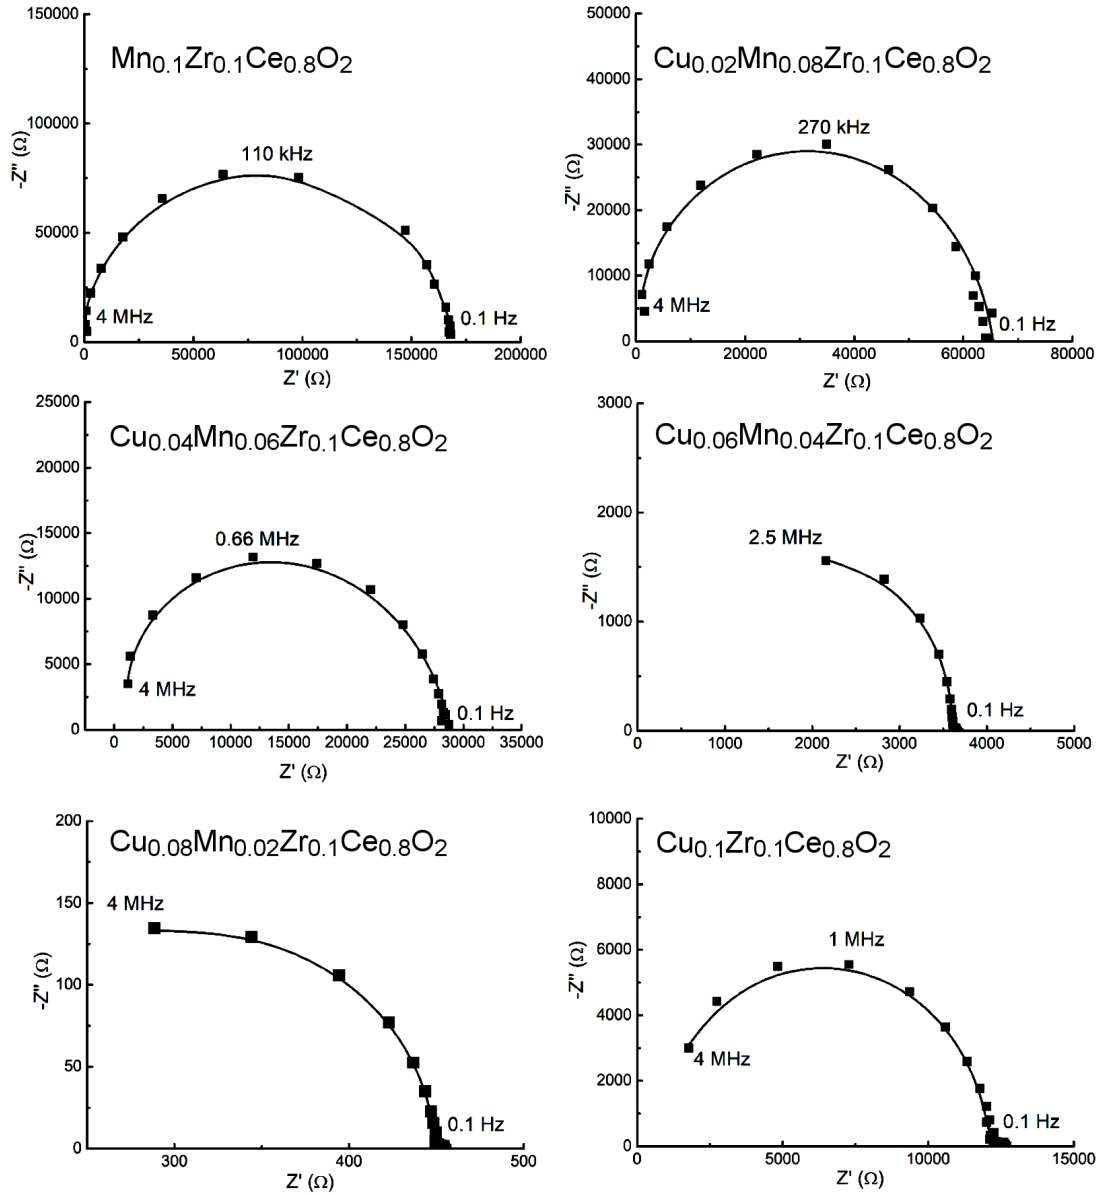 Mn0.1Zr0.1Ce0.8O2
150000
100000
50000
0
-Z" (Ω)
110 kHz
4 MHz
0.1 Hz
0 50000 100000 150000 200000
Z' (Ω)
Cu0.02Mn0.08Zr0.1Ce0.8O2
50000
40000
30000
20000
10000
0
-Z" (Ω)
270 kHz
4 MHz
0.1 Hz
0 20000 40000 60000 80000
Z' (Ω)
Cu0.04Mn0.06Zr0.1Ce0.8O2
25000
20000
15000
10000
5000
0
-Z" (Ω)
0.66 MHz
4 MHz
0.1 Hz
0 5000 10000 15000 20000 25000 30000 35000
Z' (Ω)
Cu0.06Mn0.04Zr0.1Ce0.8O2
3000
2000
1000
0
-Z" (Ω)
2.5 MHz
0.1 Hz
0 1000 2000 3000 4000 5000
Z' (Ω)
Cu0.08Mn0.02Zr0.1Ce0.8O2
200
150
100
50
0
-Z" (Ω)
4 MHz
0.1 Hz
300 400 500
Z' (Ω)
Cu0.1Zr0.1Ce0.8O2
10000
8000
6000
4000
2000
0
-Z" (Ω)
1 MHz
4 MHz
0.1 Hz
0 5000 10000 15000
Z' (Ω)